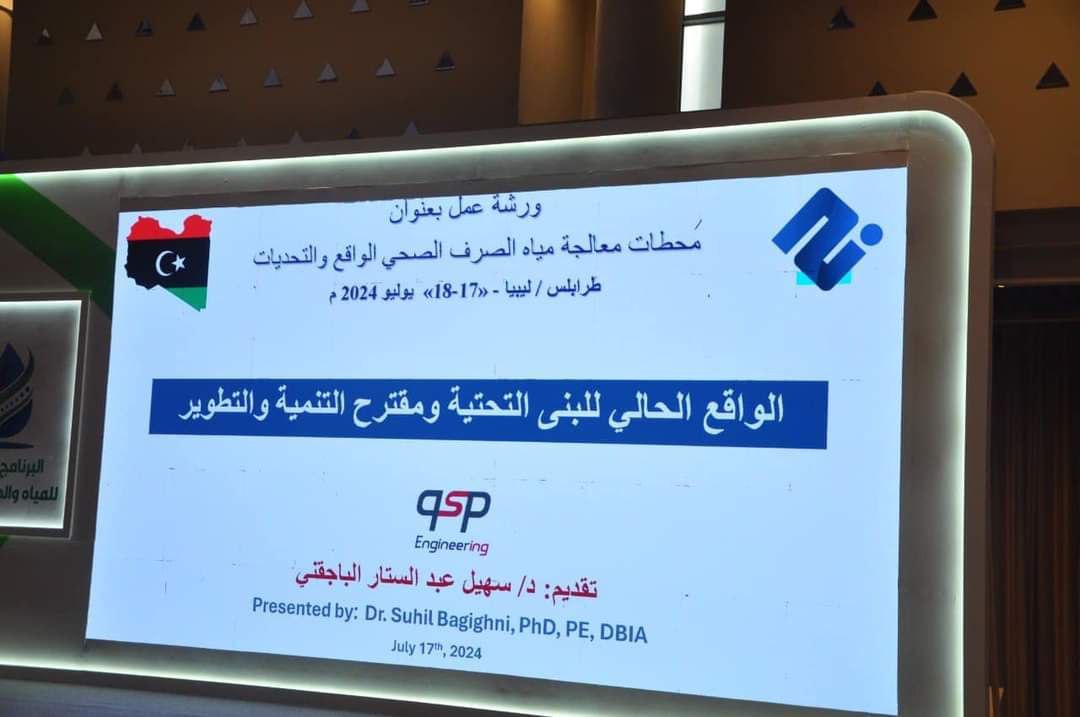 ورشة عمل بعنوان
محطات معالجة مياه الصرف الصحي الواقع والتحديات
طرابلس / ليبيا - «17-18» يوليو 2024 م
الواقع الحالي للبنى التحتية ومقترح التنمية والتطوير
qsp
Engineering
تقديم: د/ سهيل عبد الستار الباجقني
Presented by: Dr. Suhil Bagighni, PhD, PE, DBIA
July 17th, 2024
البرنامج
للمياه